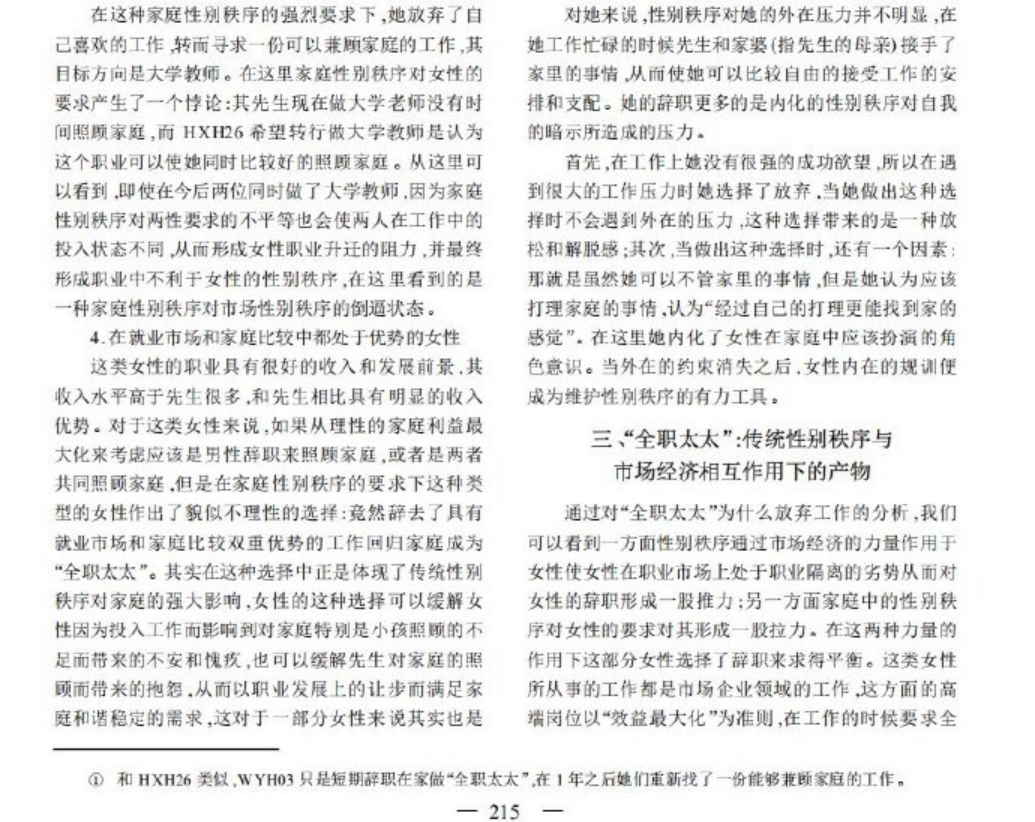 在这种家庭性别秩序的强烈要求下,她放弃了自
己喜欢的工作,转而寻求一份可以兼顾家庭的工作,其
目标方向是大学教师。在这里家庭性别秩序对女性的
要求产生了一个悖论:其先生现在做大学老师没有时
间照顾家庭,而 HXH26 希望转行做大学教师是认为
这个职业可以使她同时比较好的照顾家庭。从这里可
以看到,即使在今后两位同时做了大学教师,因为家庭
性别秩序对两性要求的不平等也会使两人在工作中的
投入状态不同,从而形成女性职业升迁的阻力,并最终
形成职业中不利于女性的性别秩序,在这里看到的是
一种家庭性别秩序对市场性别秩序的倒逼状态。
4. 在就业市场和家庭比较中都处于优势的女性
这类女性的职业具有很好的收入和发展前景,其
收入水平高于先生很多,和先生相比具有明显的收入
优势。对于这类女性来说,如果从理性的家庭利益最
大化来考虑应该是男性辞职来照顾家庭,或者是两者
共同照顾家庭,但是在家庭性别秩序的要求下这种类
型的女性作出了貌似不理性的选择:竟然辞去了具有
就业市场和家庭比较双重优势的工作回归家庭成为
“全职太太”。其实在这种选择中正是体现了传统性别
秩序对家庭的强大影响,女性的这种选择可以缓解女
性因为投入工作而影响到对家庭特别是小孩照顾的不
足而带来的不安和愧疚,也可以缓解先生对家庭的照
顾而带来的抱怨,从而以职业发展上的让步而满足家
庭和谐稳定的需求,这对于一部分女性来说其实也是
对她来说,性别秩序对她的外在压力并不明显,在
她工作忙碌的时候先生和家婆(指先生的母亲)接手了
家里的事情,从而使她可以比较自由的接受工作的安
排和支配。她的辞职更多的是内化的性别秩序对自我
的暗示所造成的压力。
首先,在工作上她没有很强的成功欲望,所以在遇
到很大的工作压力时她选择了放弃,当她做出这种选
择时不会遇到外在的压力,这种选择带来的是一种放
松和解脱感;其次,当做出这种选择时,还有一个因素:
那就是虽然她可以不管家里的事情,但是她认为应该
打理家庭的事情,认为“经过自己的打理更能找到家的
感觉”。在这里她内化了女性在家庭中应该扮演的角
色意识。当外在的约束消失之后,女性内在的规训便
成为维护性别秩序的有力工具。
三、“全职太太”:传统性别秩序与
市场经济相互作用下的产物
通过对“全职太太”为什么放弃工作的分析,我们
可以看到一方面性别秩序通过市场经济的力量作用于
女性使女性在职业市场上处于职业隔离的劣势从而对
女性的辞职形成一股推力;另一方面家庭中的性别秩
序对女性的要求对其形成一股拉力。在这两种力量的
作用下这部分女性选择了辞职来求得平衡。这类女性
所从事的工作都是市场企业领域的工作,这方面的高
端岗位以“效益最大化”为准则,在工作的时候要求全
① 和 HXH26 类似,WYH03 只是短期辞职在家做“全职太太”,在 1 年之后她们重新找了一份能够兼顾家庭的工作。
— 215 —